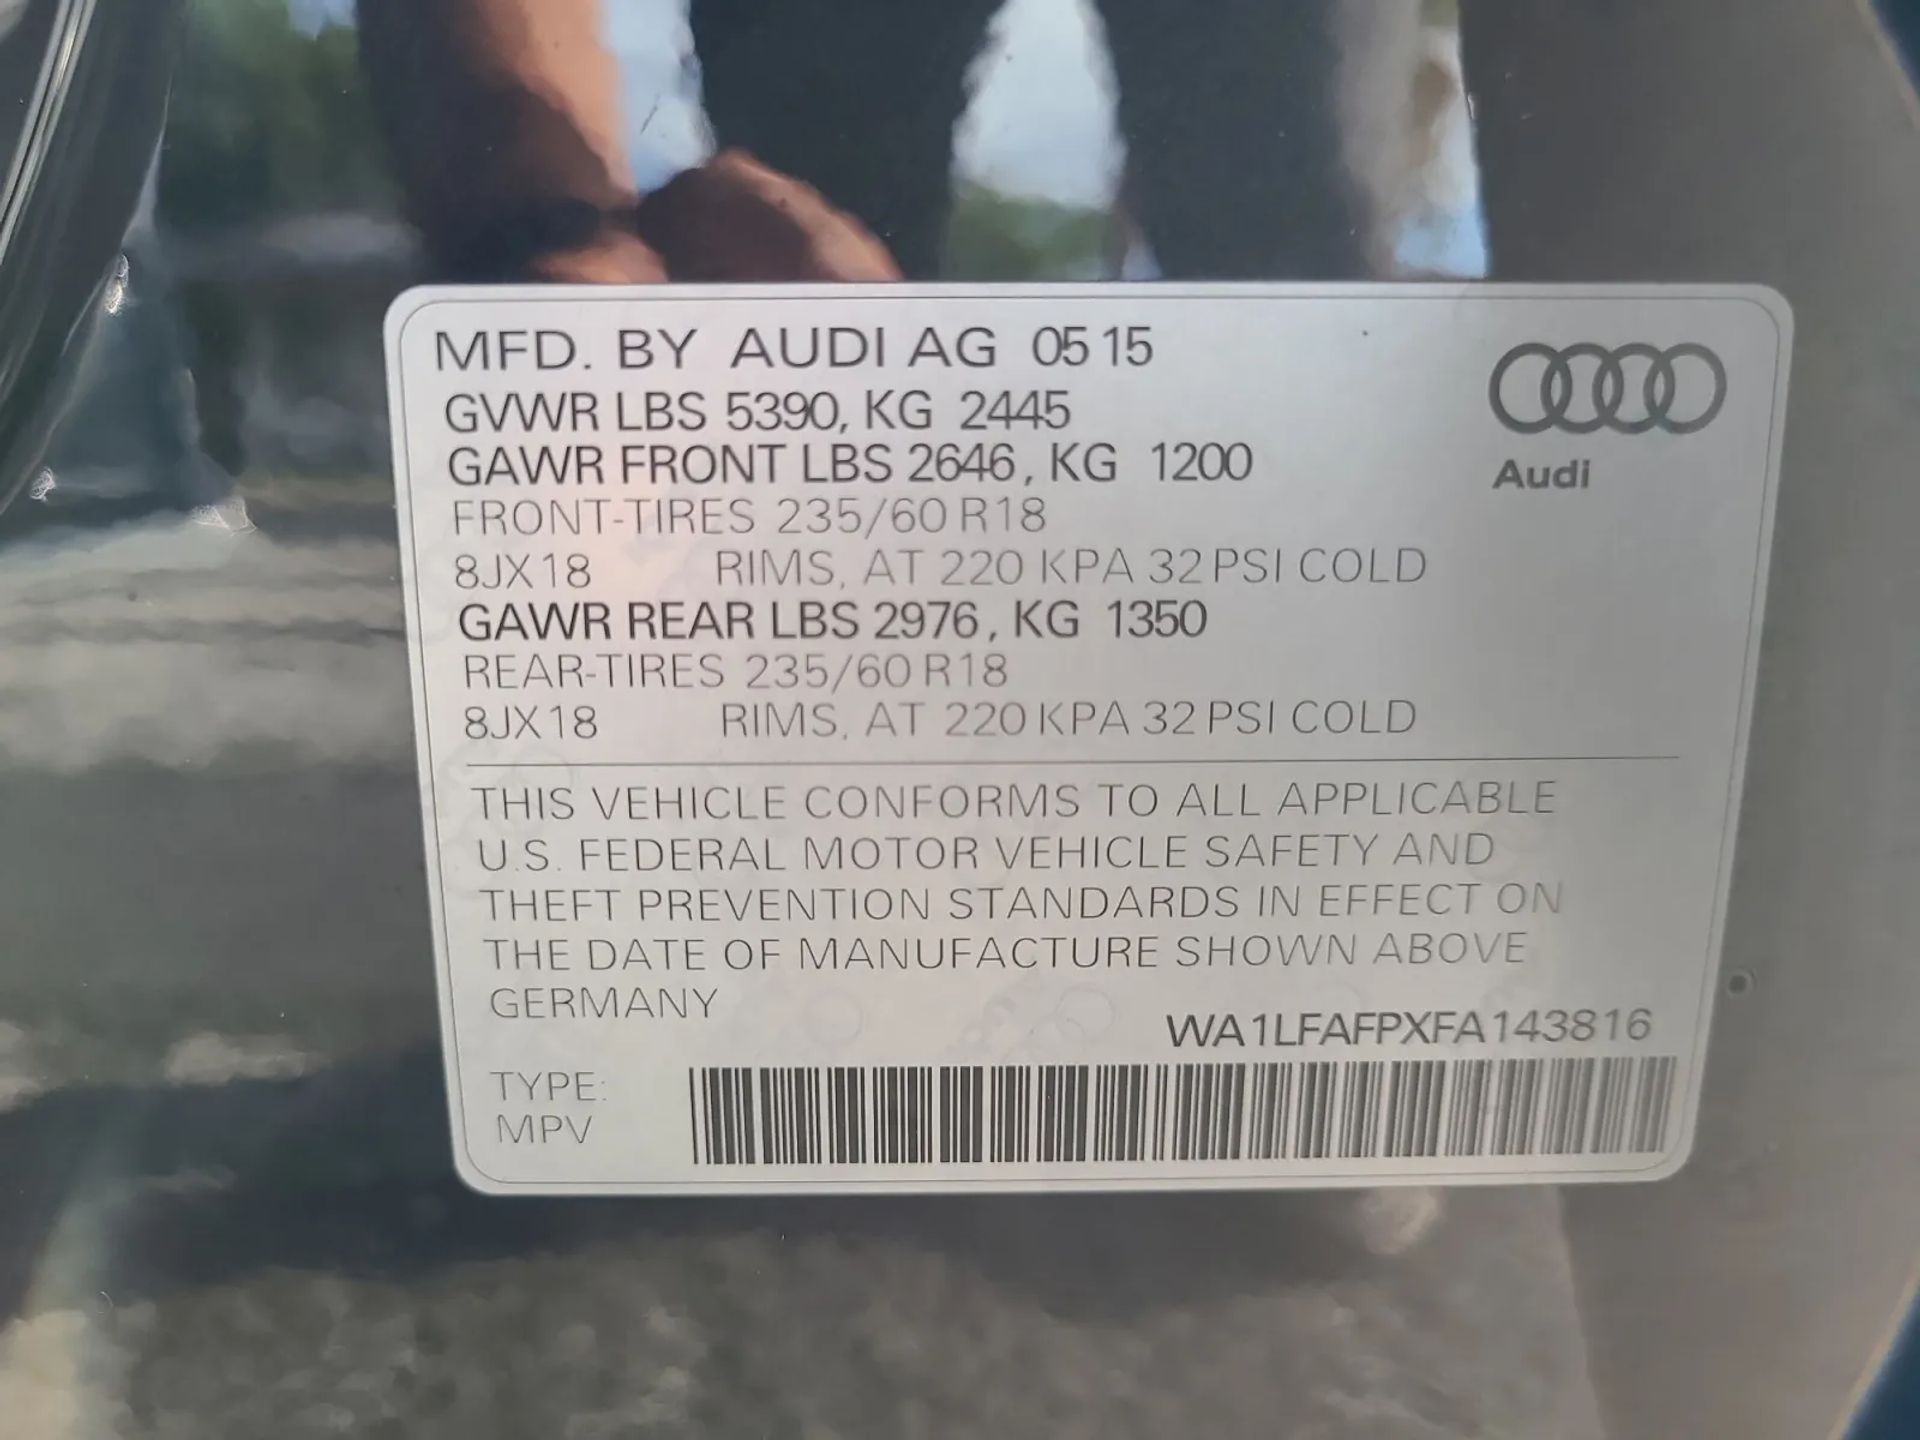 MFD. BY AUDI AG 05 15
GVWR LBS 5390, KG 2445
GAWR FRONT LBS 2646, KG 1200
FRONT-TIRES 235/60 R18
8JX18 RIMS, AT 220 KPA 32 PSI COLD
GAWR REAR LBS 2976, KG 1350
REAR-TIRES 235/60 R18
8JX18 RIMS, AT 220 KPA 32 PSI COLD
Audi
THIS VEHICLE CONFORMS TO ALL APPLICABLE
U.S. FEDERAL MOTOR VEHICLE SAFETY AND
THEFT PREVENTION STANDARDS IN EFFECT ON
THE DATE OF MANUFACTURE SHOWN ABOVE
GERMANY
WA1LFAFPXFA143816
TYPE:
MPV